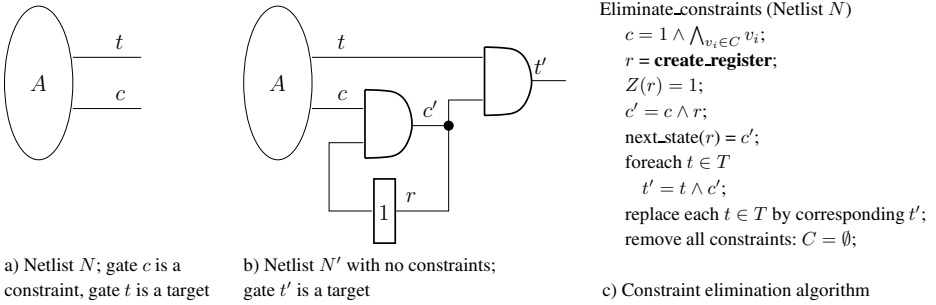 A
t
c
a) Netlist N; gate c is a
constraint, gate t is a target
A
t
c
c′
t′
r
1
b) Netlist N′ with no constraints;
gate t′ is a target
Eliminate_constraints (Netlist N)
c = 1 ∧ ⋀_{v_i∈C} v_i;
r = create_register;
Z(r) = 1;
c′ = c ∧ r;
next_state(r) = c′;
foreach t ∈ T
t′ = t ∧ c′;
replace each t ∈ T by corresponding t′;
remove all constraints: C = ∅;
c) Constraint elimination algorithm